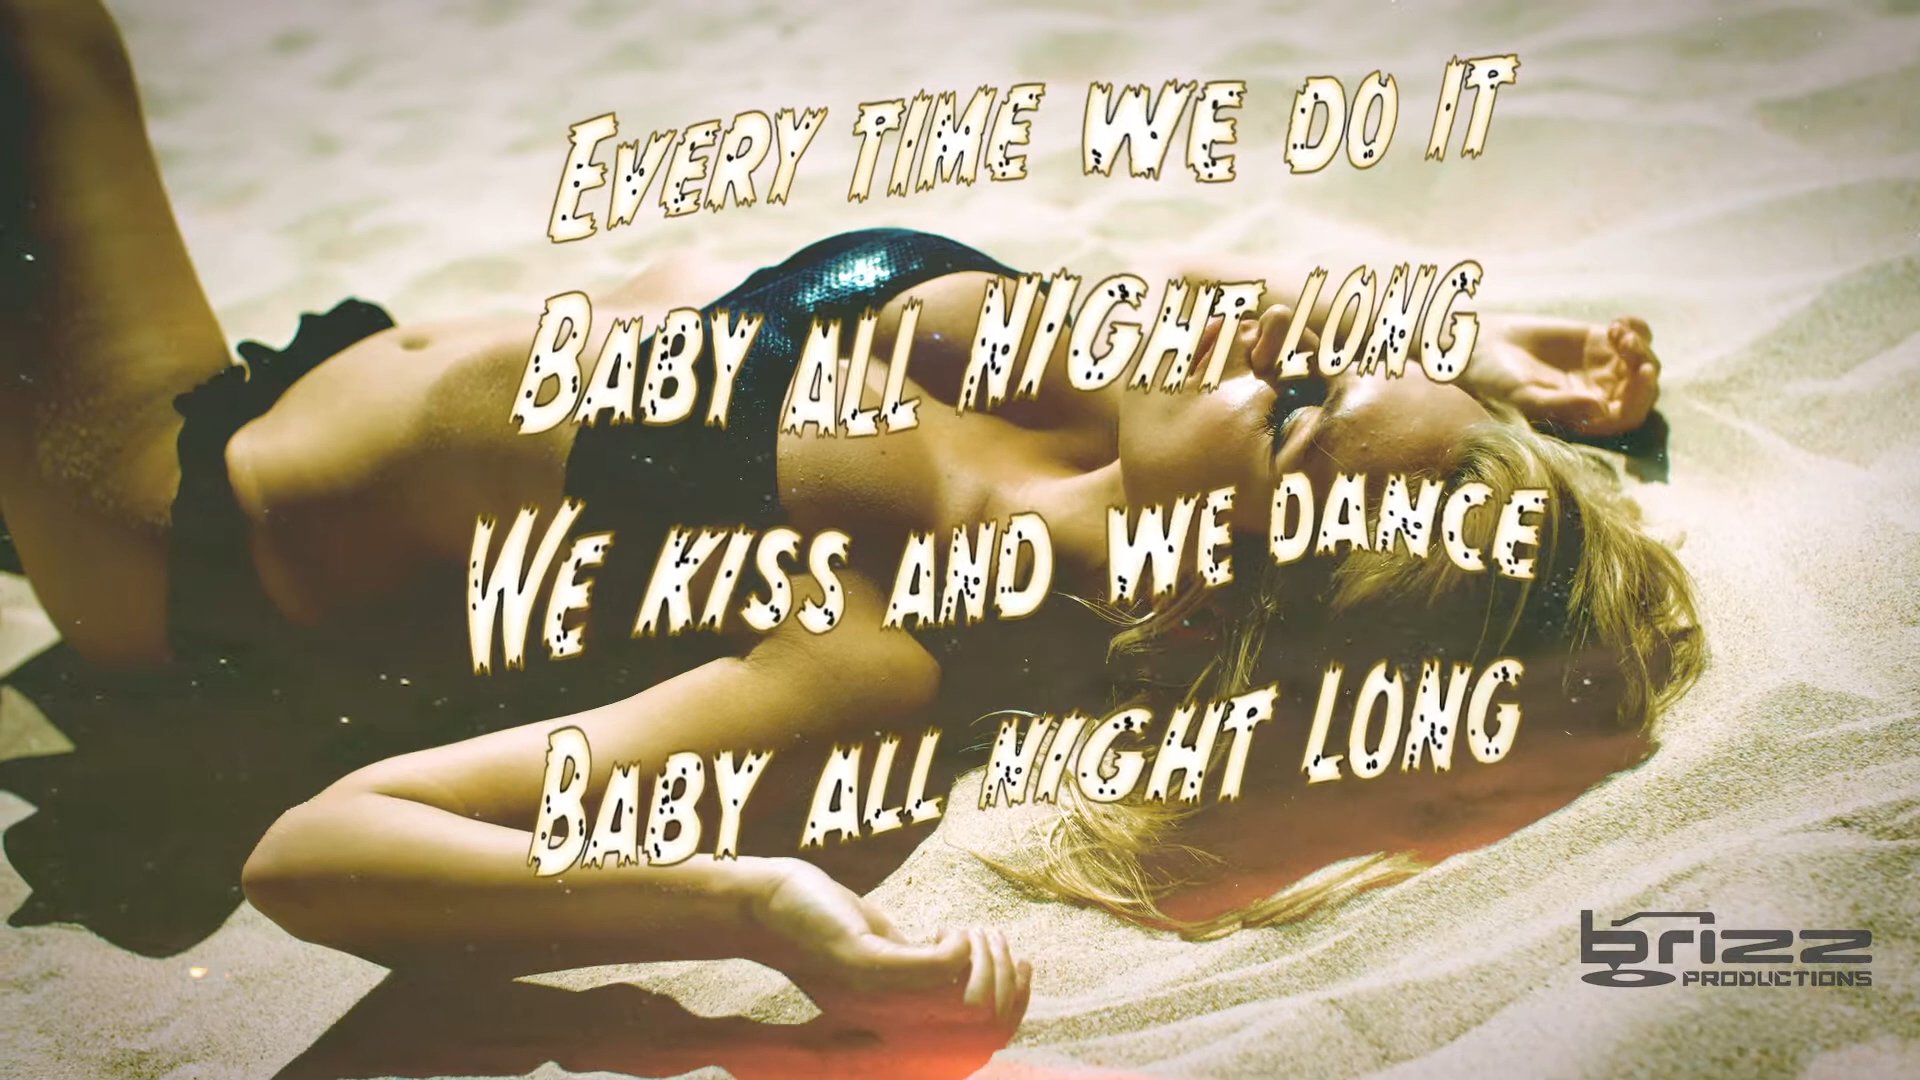 Every time we do it
Baby all night long
We kiss and we dance
Baby all night long
brizz
PRODUCTIONS